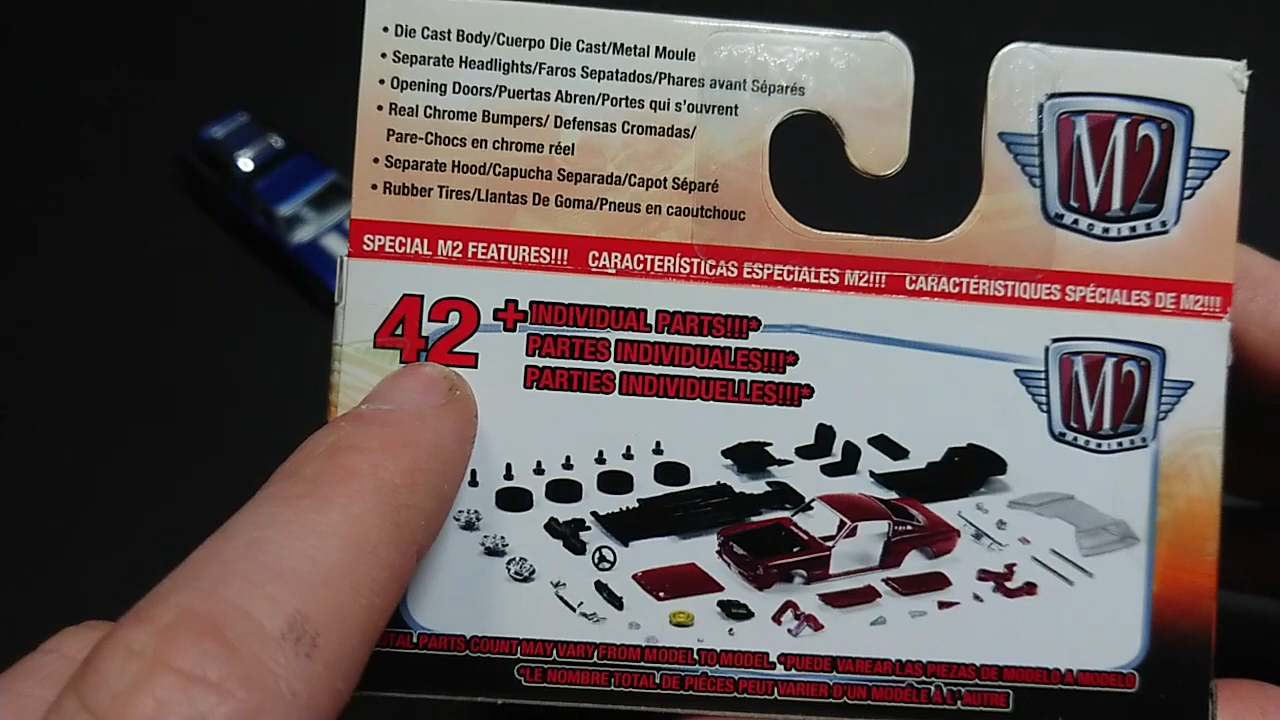 • Die Cast Body/Cuerpo Die Cast/Metal Moule
• Separate Headlights/Faros Sepatados/Phares avant Séparés
• Opening Doors/Puertas Abren/Portes qui s'ouvrent
• Real Chrome Bumpers/ Defensas Cromadas/
Pare-Chocs en chrome réel
• Separate Hood/Capucha Separada/Capot Séparé
• Rubber Tires/Llantas De Goma/Pneus en caoutchouc
M2
MACHINES
SPECIAL M2 FEATURES!!! CARACTERÍSTICAS ESPECIALES M2!!! CARACTÉRISTIQUES SPÉCIALES DE M2!!!
42 + INDIVIDUAL PARTS!!!*
PARTES INDIVIDUALES!!!*
PARTIES INDIVIDUELLES!!!*
M2
MACHINES
TOTAL PARTS COUNT MAY VARY FROM MODEL TO MODEL. *PUEDE VAREAR LAS PIEZAS DE MODELO A MODELO
*LE NOMBRE TOTAL DE PIÉCES PEUT VARIER D'UN MODÉLE À L'AUTRE